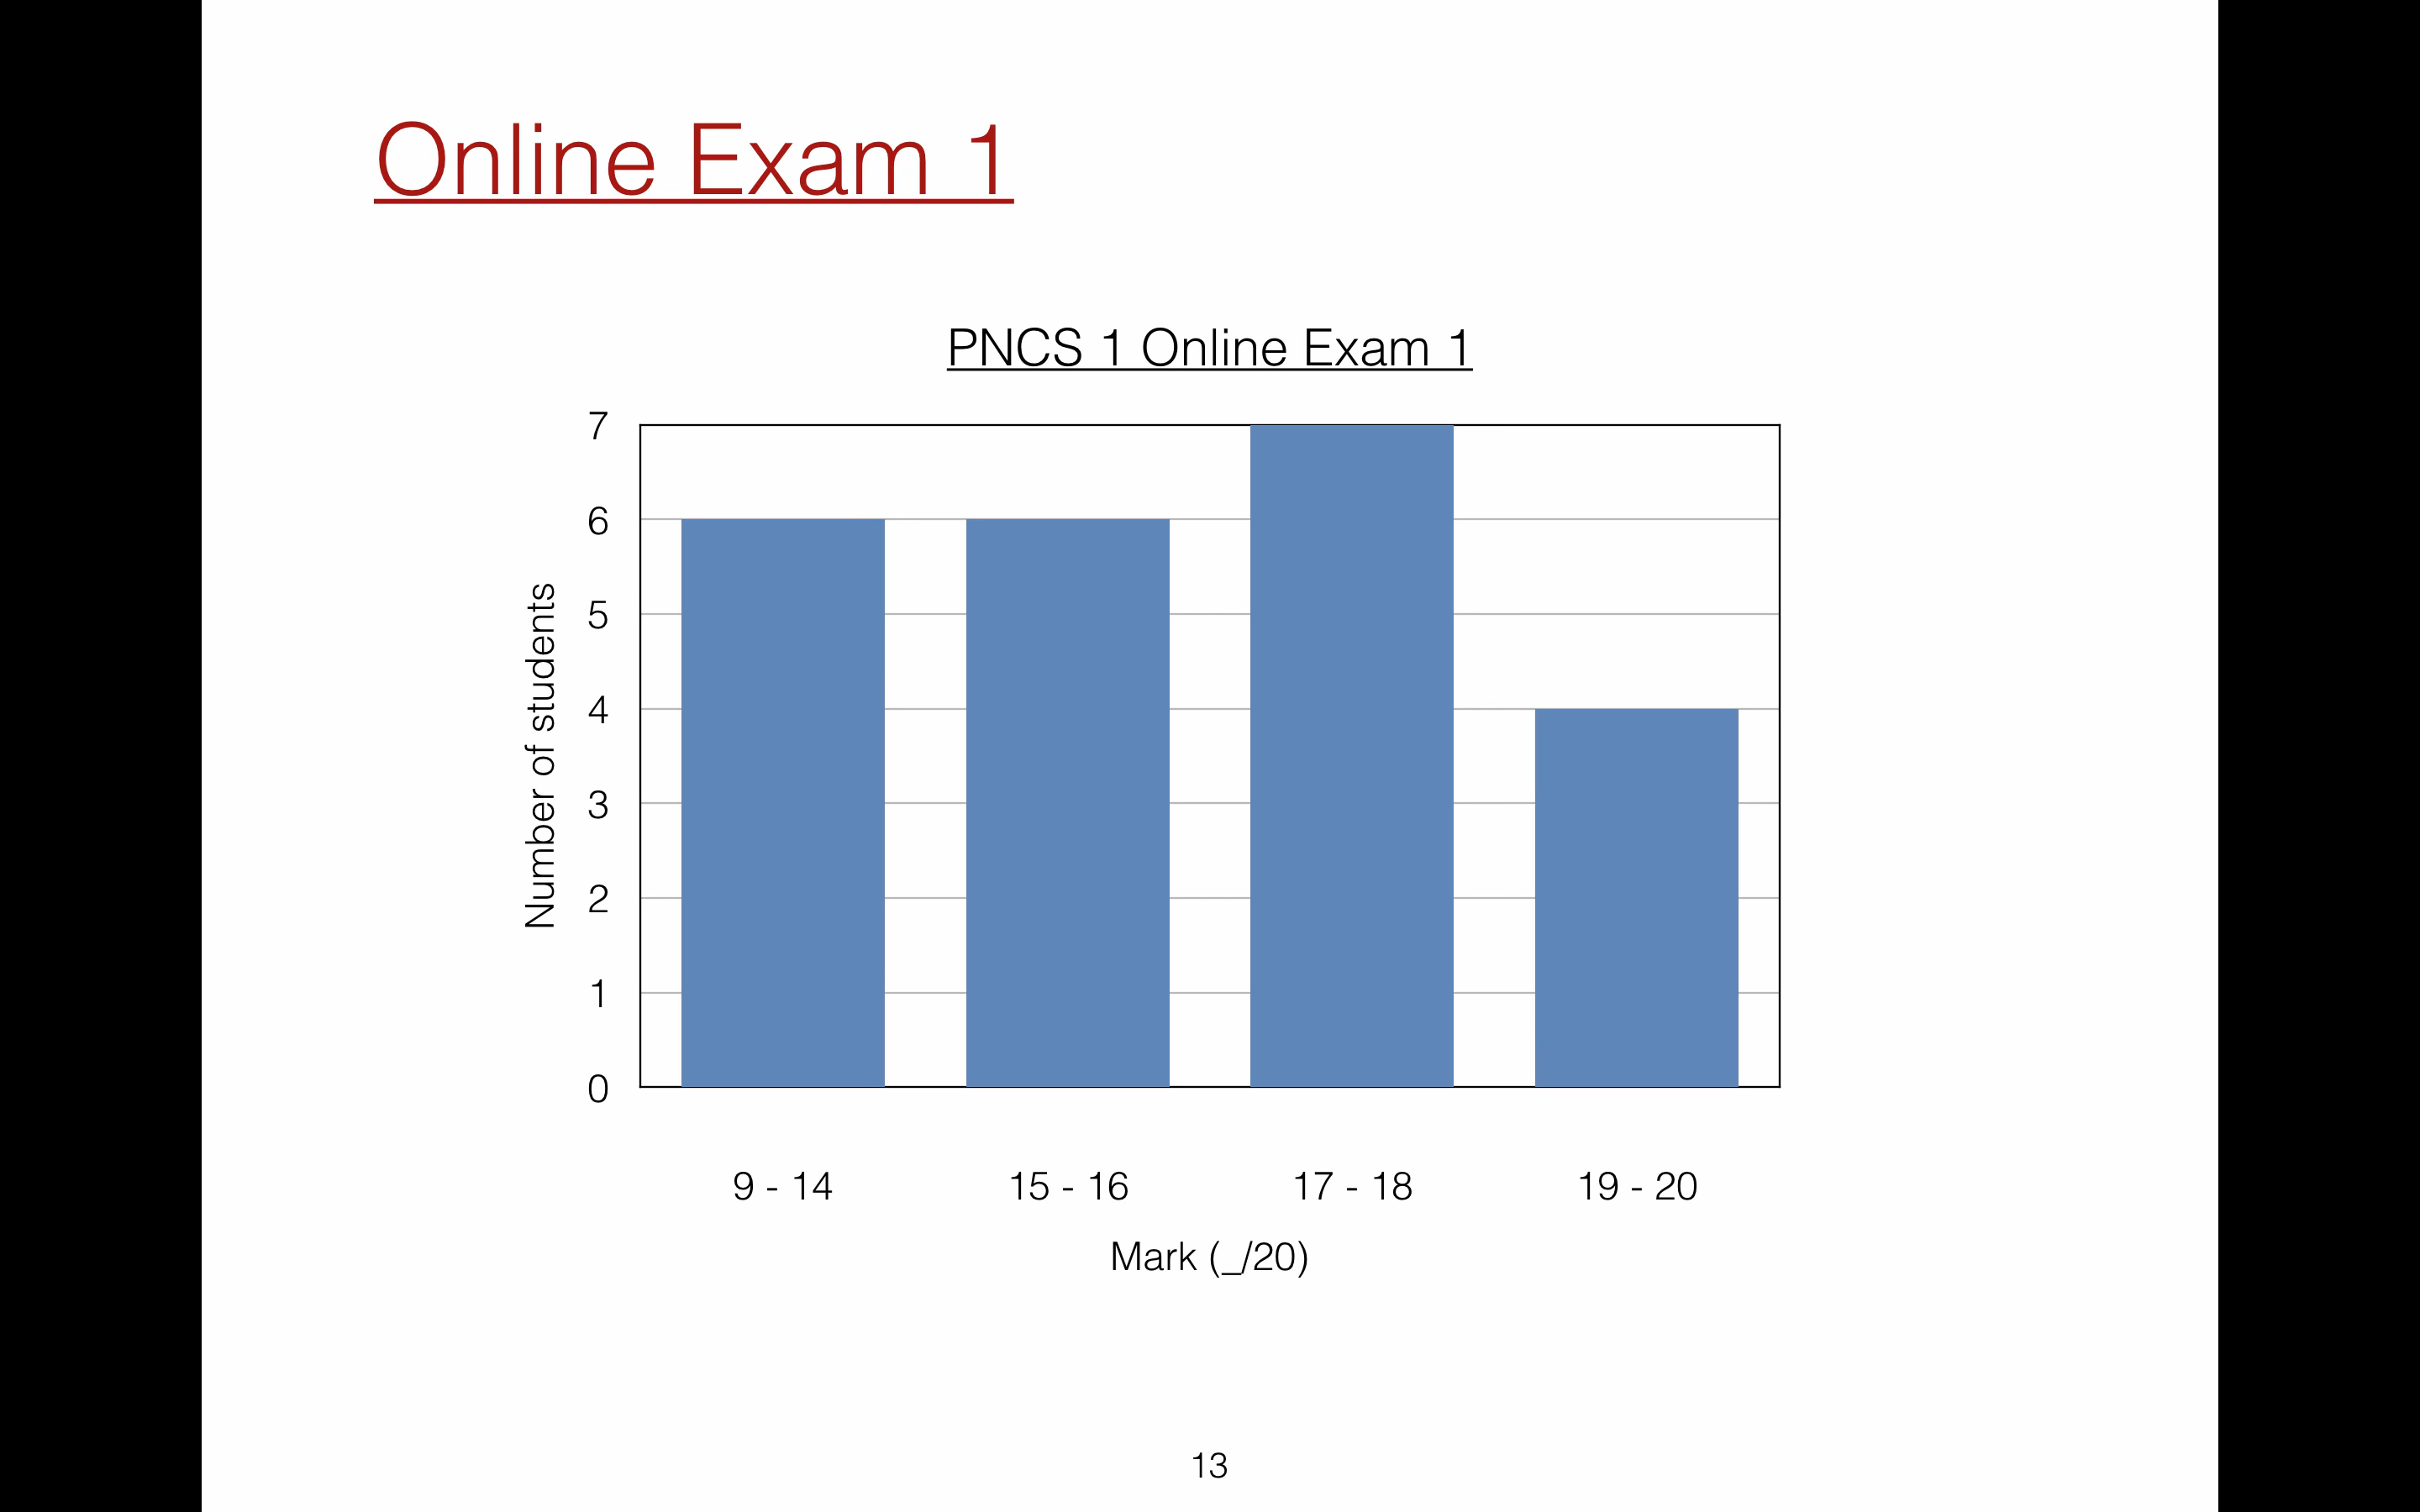 Online Exam 1
PNCS 1 Online Exam 1
7
6
5
4
3
2
1
0
Number of students
9 - 14
15 - 16
17 - 18
19 - 20
Mark (_/20)
13